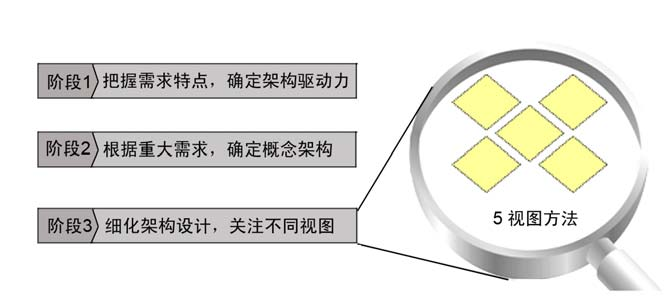 阶段1 把握需求特点，确定架构驱动力
阶段2 根据重大需求，确定概念架构
阶段3 细化架构设计，关注不同视图
5 视图方法